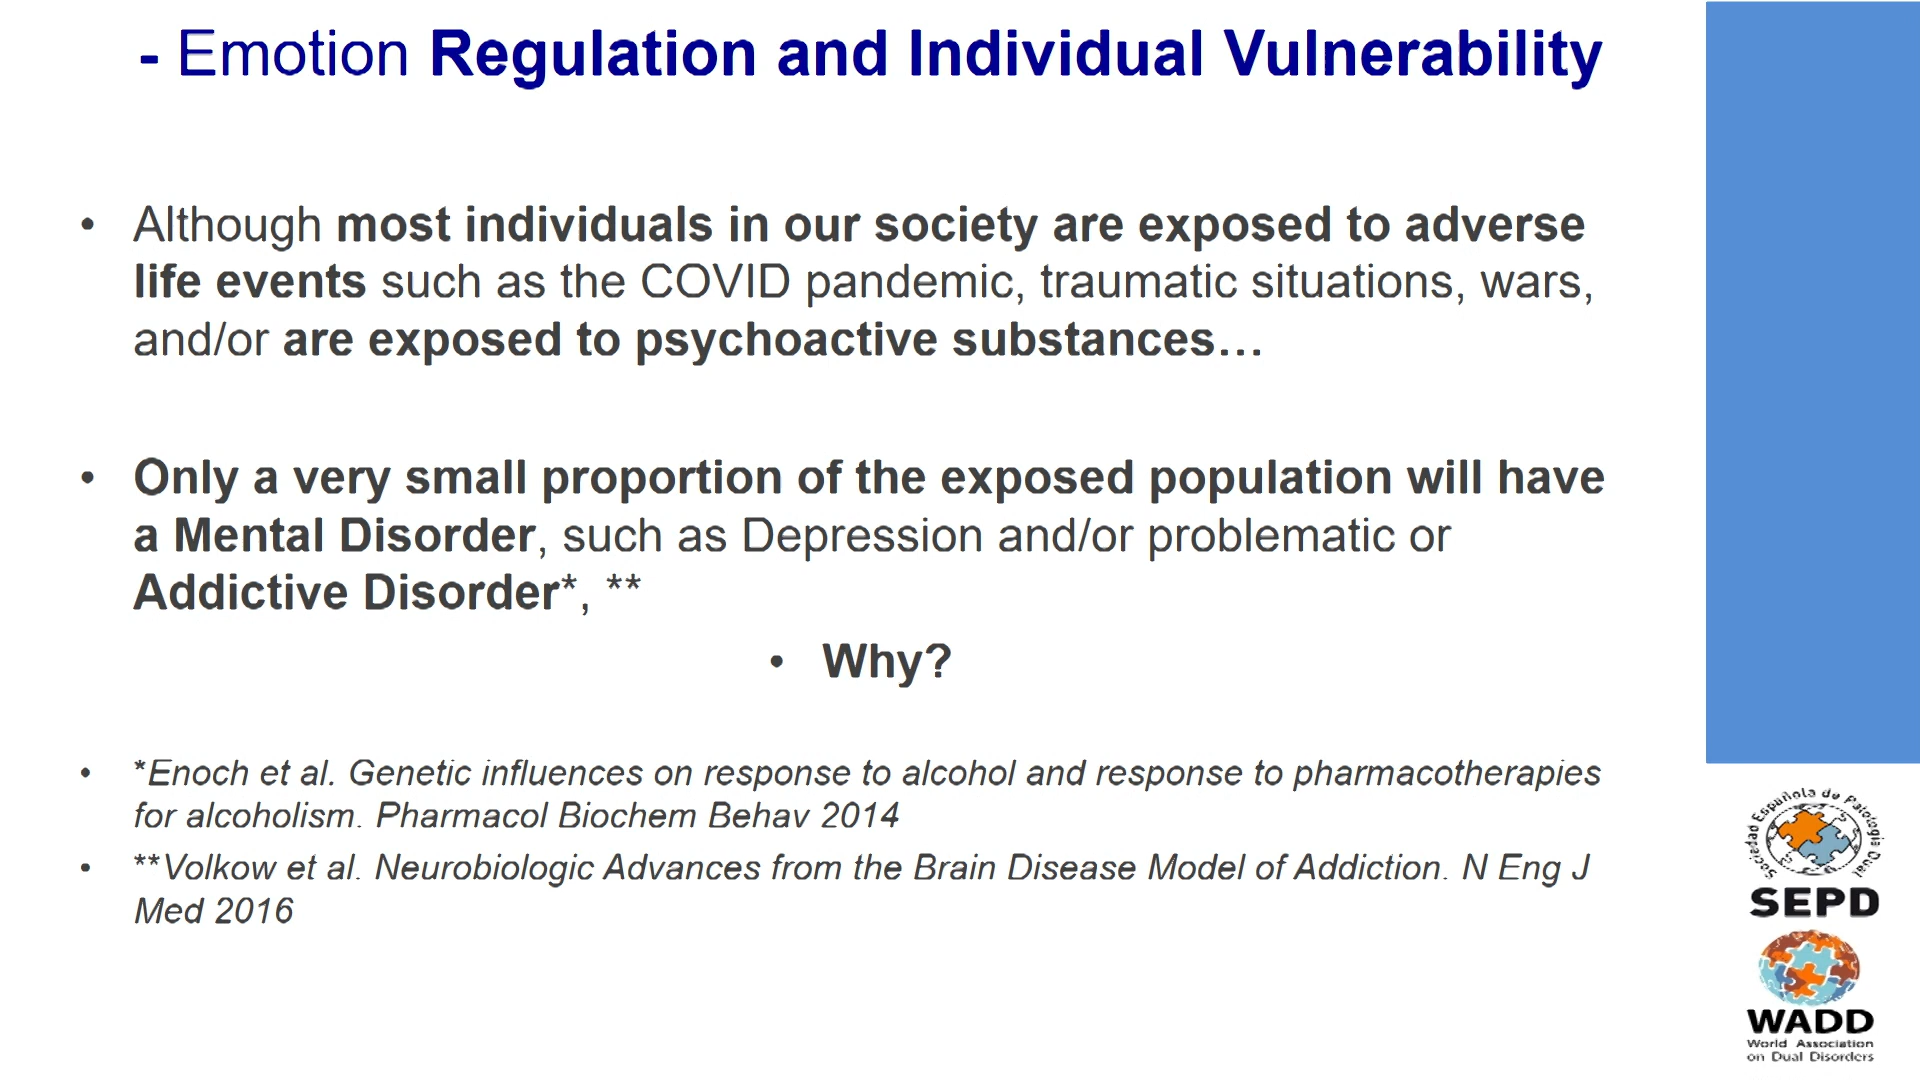 - Emotion Regulation and Individual Vulnerability
• Although most individuals in our society are exposed to adverse
life events such as the COVID pandemic, traumatic situations, wars,
and/or are exposed to psychoactive substances…
• Only a very small proportion of the exposed population will have
a Mental Disorder, such as Depression and/or problematic or
Addictive Disorder*, **
• Why?
• *Enoch et al. Genetic influences on response to alcohol and response to pharmacotherapies
for alcoholism. Pharmacol Biochem Behav 2014
• **Volkow et al. Neurobiologic Advances from the Brain Disease Model of Addiction. N Eng J
Med 2016
Sociedad Española de Patología Dual
SEPD
WADD
World Association
on Dual Disorders